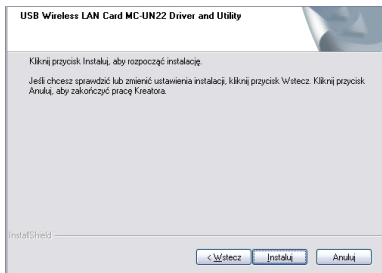 USB Wireless LAN Card MC-UN22 Driver and Utility
Kliknij przycisk Instaluj, aby rozpocząć instalację.
Jeśli chcesz sprawdzić lub zmienić ustawienia instalacji, kliknij przycisk Wstecz. Kliknij przycisk
Anuluj, aby zakończyć pracę Kreatora.
InstallShield
< Wstecz Instaluj Anuluj